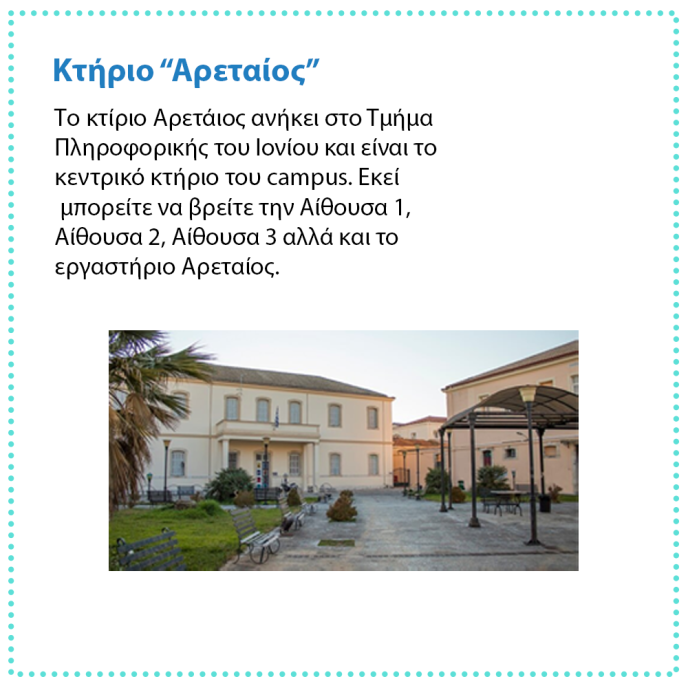 Κτήριο “Αρεταίος”
Το κτίριο Αρετάιος ανήκει στο Τμήμα
Πληροφορικής του Ιονίου και είναι το
κεντρικό κτήριο του campus. Εκεί
μπορείτε να βρείτε την Αίθουσα 1,
Αίθουσα 2, Αίθουσα 3 αλλά και το
εργαστήριο Αρεταίος.